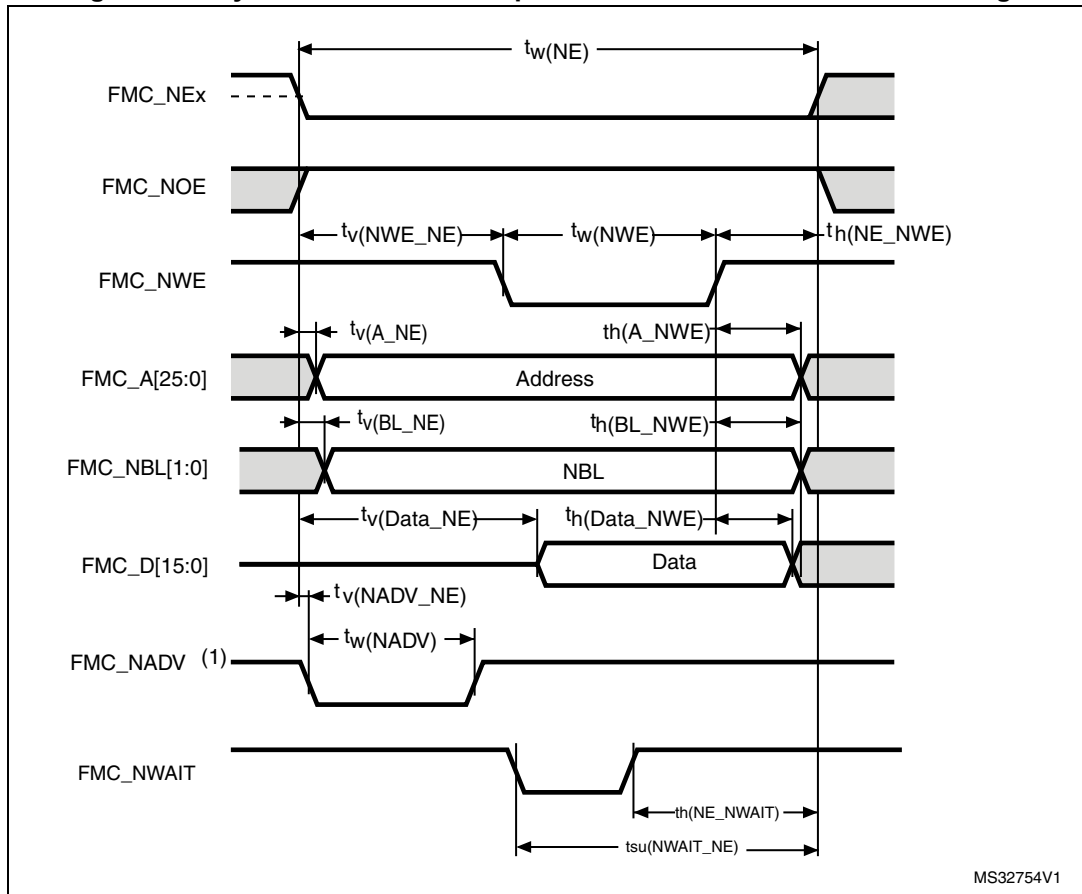 tw(NE)
FMC_NEx
FMC_NOE
tv(NWE_NE)
tw(NWE)
th(NE_NWE)
FMC_NWE
tv(A_NE)
th(A_NWE)
FMC_A[25:0]
Address
tv(BL_NE)
th(BL_NWE)
FMC_NBL[1:0]
NBL
tv(Data_NE)
th(Data_NWE)
FMC_D[15:0]
Data
tv(NADV_NE)
tw(NADV)
FMC_NADV (1)
FMC_NWAIT
th(NE_NWAIT)
tsu(NWAIT_NE)
MS32754V1